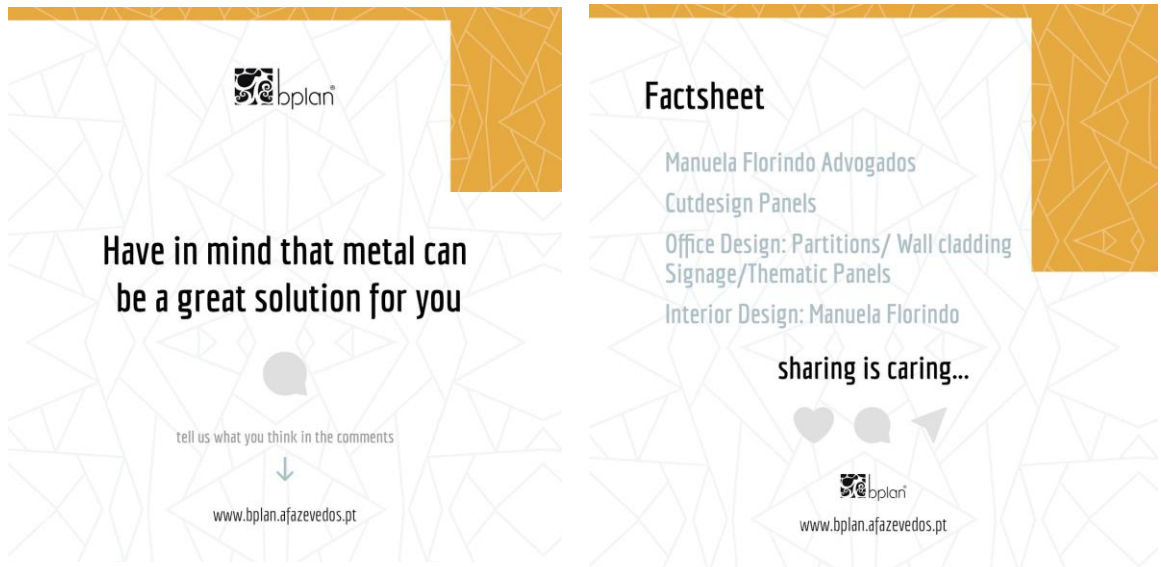 bplan®
Have in mind that metal can
be a great solution for you
tell us what you think in the comments
www.bplan.afazevedos.pt
Factsheet
Manuela Florindo Advogados
Cutdesign Panels
Office Design: Partitions/ Wall cladding
Signage/Thematic Panels
Interior Design: Manuela Florindo
sharing is caring...
bplan®
www.bplan.afazevedos.pt